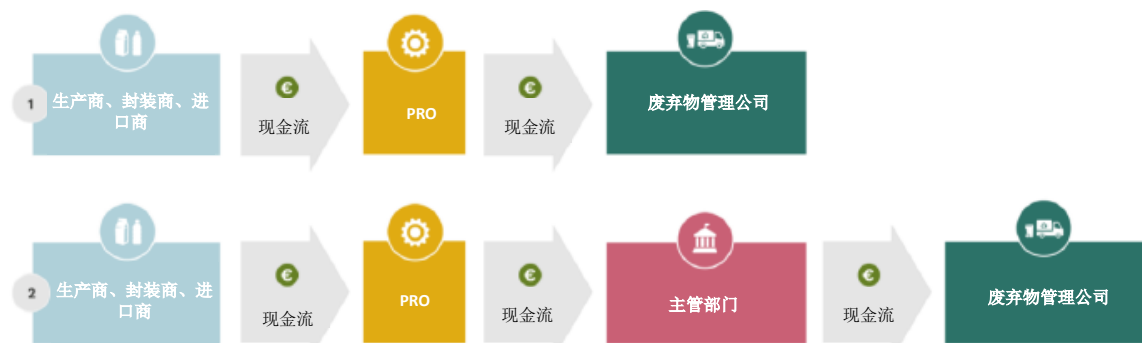 1
生产商、封装商、进
口商
€
现金流
PRO
€
现金流
废弃物管理公司
2
生产商、封装商、进
口商
€
现金流
PRO
€
现金流
主管部门
€
现金流
废弃物管理公司